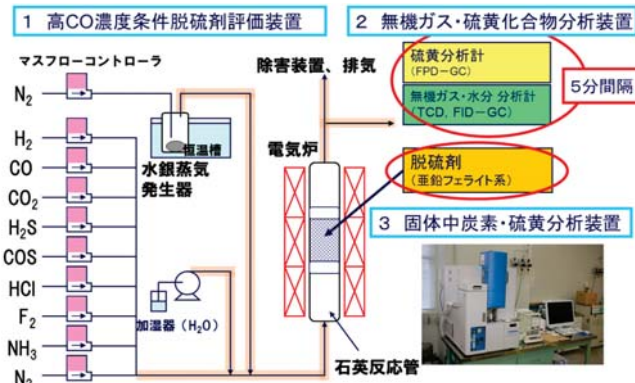 1 高CO濃度条件脱硫剤評価装置
2 無機ガス・硫黄化合物分析装置
マスフローコントローラ
N₂
H₂
CO
CO₂
H₂S
COS
HCl
F₂
NH₃
N₂
恒温槽
水銀蒸気
発生器
加湿器（H₂O）
除害装置、排気
電気炉
石英反応管
硫黄分析計
（FPD−GC）
無機ガス・水分 分析計
（TCD, FID−GC）
5分間隔
脱硫剤
（亜鉛フェライト系）
3 固体中炭素・硫黄分析装置